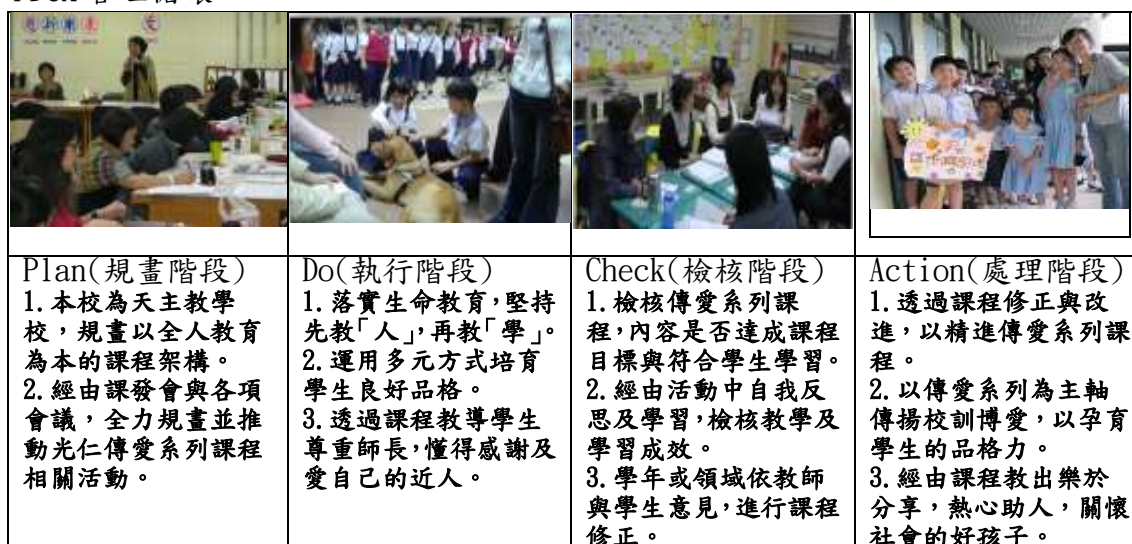 Plan(規畫階段)
1.本校為天主教學
校，規畫以全人教育
為本的課程架構。
2.經由課發會與各項
會議，全力規畫並推
動光仁傳愛系列課程
相關活動。
Do(執行階段)
1.落實生命教育，堅持
先教「人」，再教「學」。
2.運用多元方式培育
學生良好品格。
3.透過課程教導學生
尊重師長，懂得感謝及
愛自己的近人。
Check(檢核階段)
1.檢核傳愛系列課
程，內容是否達成課程
目標與符合學生學習。
2.經由活動中自我反
思及學習，檢核教學及
學習成效。
3.學年或領域依教師
與學生意見，進行課程
修正。
Action(處理階段)
1.透過課程修正與改
進，以精進傳愛系列課
程。
2.以傳愛系列為主軸
傳揚校訓博愛，以孕育
學生的品格力。
3.經由課程教出樂於
分享，熱心助人，關懷
社會的好孩子。